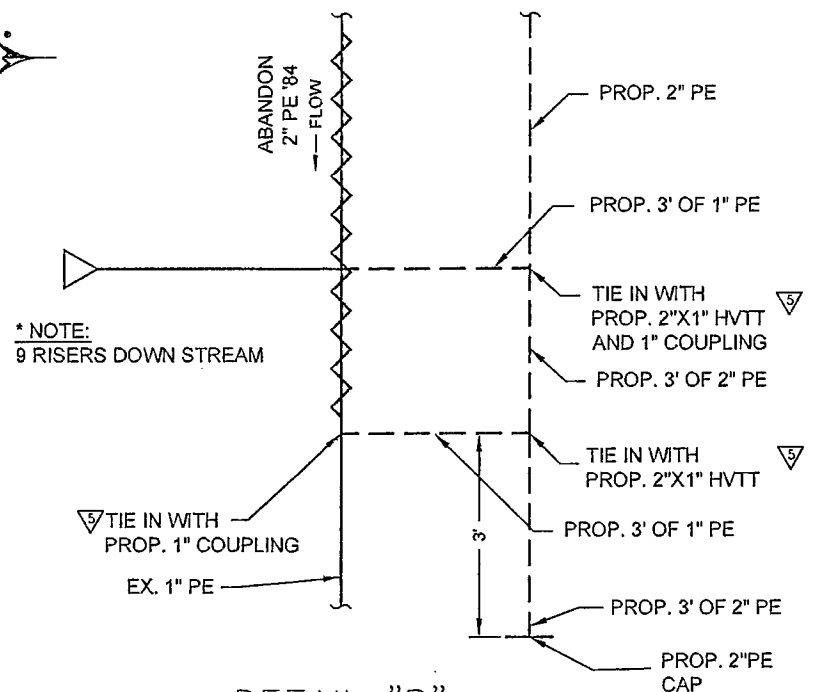 ABANDON
2" PE '84
FLOW
PROP. 2" PE
PROP. 3' OF 1" PE
TIE IN WITH 5
PROP. 2"X1" HVTT
AND 1" COUPLING
* NOTE:
9 RISERS DOWN STREAM
PROP. 3' OF 2" PE
TIE IN WITH 5
PROP. 2"X1" HVTT
5 TIE IN WITH
PROP. 1" COUPLING
3'
PROP. 3' OF 1" PE
EX. 1" PE
PROP. 3' OF 2" PE
PROP. 2"PE
CAP